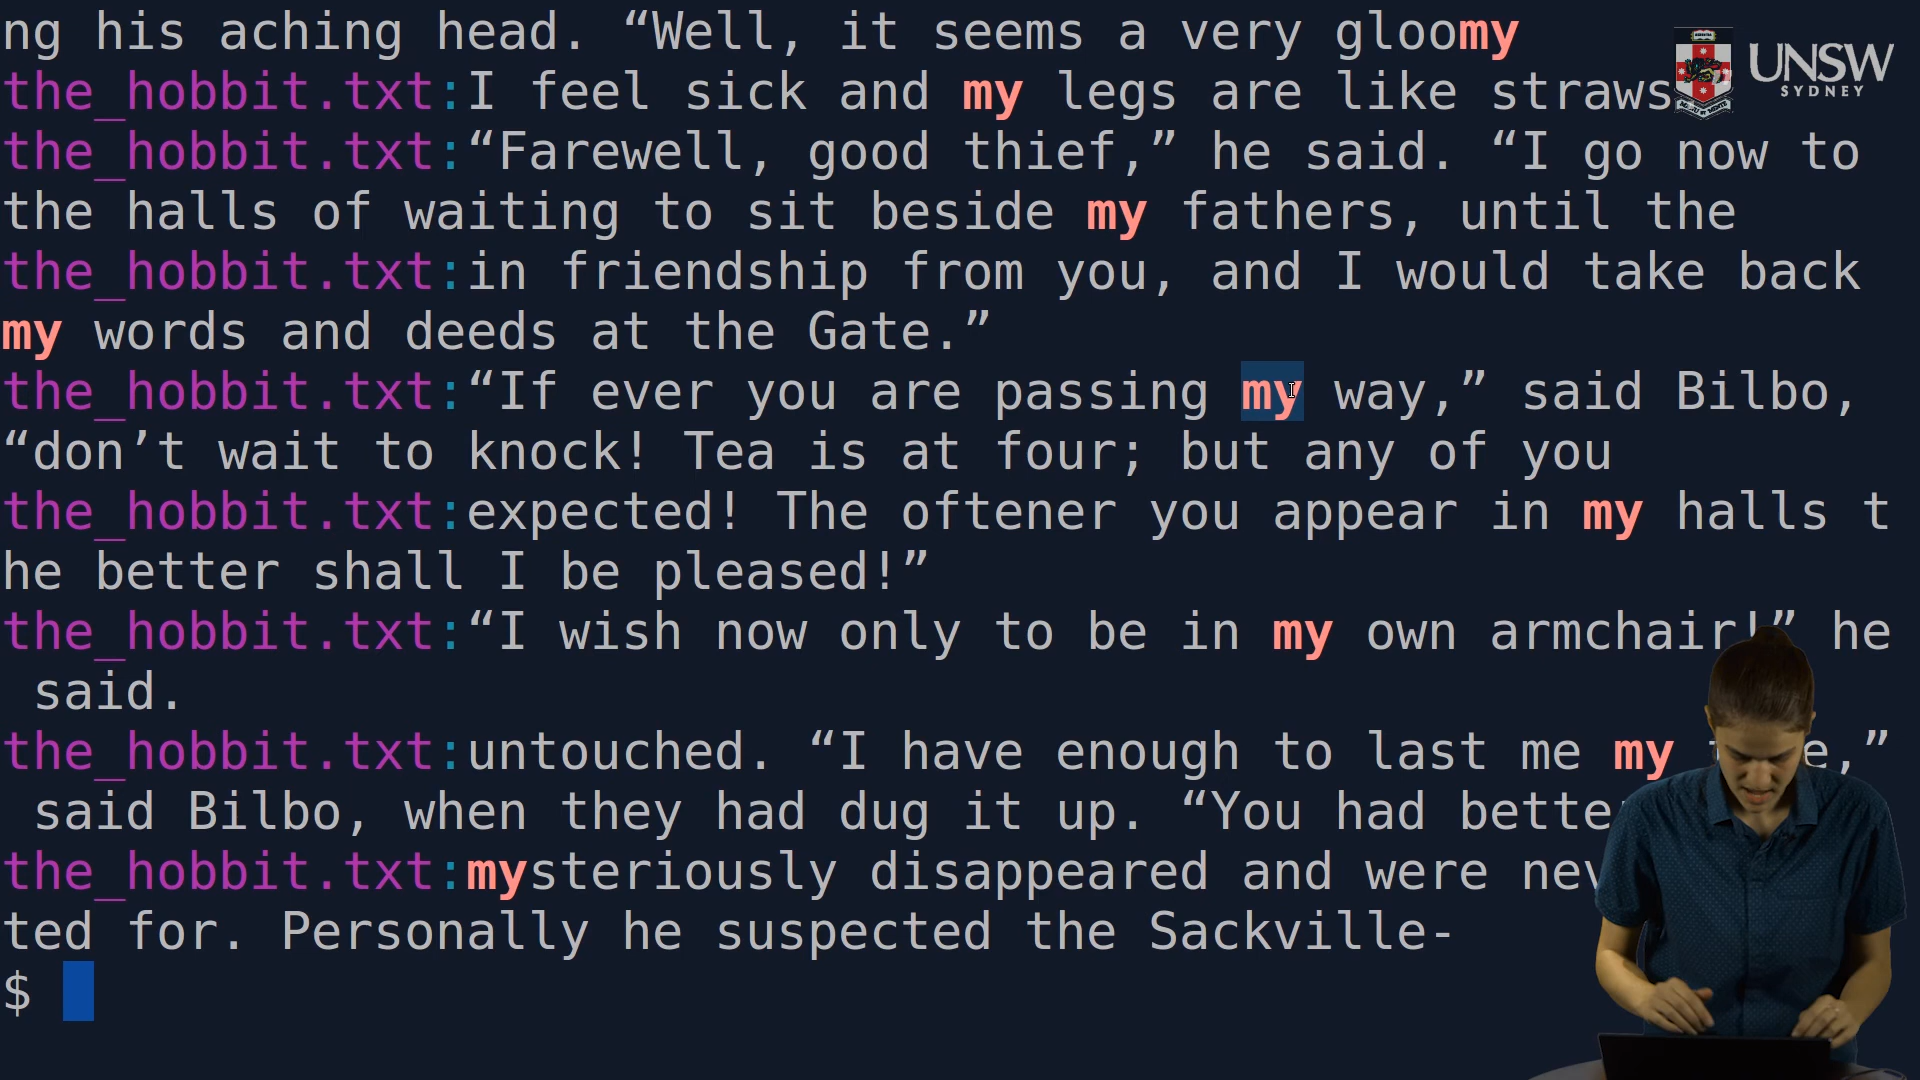 ng his aching head. “Well, it seems a very gloomy
the_hobbit.txt:I feel sick and my legs are like straws
the_hobbit.txt:“Farewell, good thief,” he said. “I go now to
the halls of waiting to sit beside my fathers, until the
the_hobbit.txt:in friendship from you, and I would take back
my words and deeds at the Gate.”
the_hobbit.txt:“If ever you are passing my way,” said Bilbo,
“don’t wait to knock! Tea is at four; but any of you
the_hobbit.txt:expected! The oftener you appear in my halls t
he better shall I be pleased!”
the_hobbit.txt:“I wish now only to be in my own armchair!” he
said.
the_hobbit.txt:untouched. “I have enough to last me my
said Bilbo, when they had dug it up. “You had
the_hobbit.txt:mysteriously disappeared and were
ted for. Personally he suspected the Sackville-
$
UNSW
SYDNEY